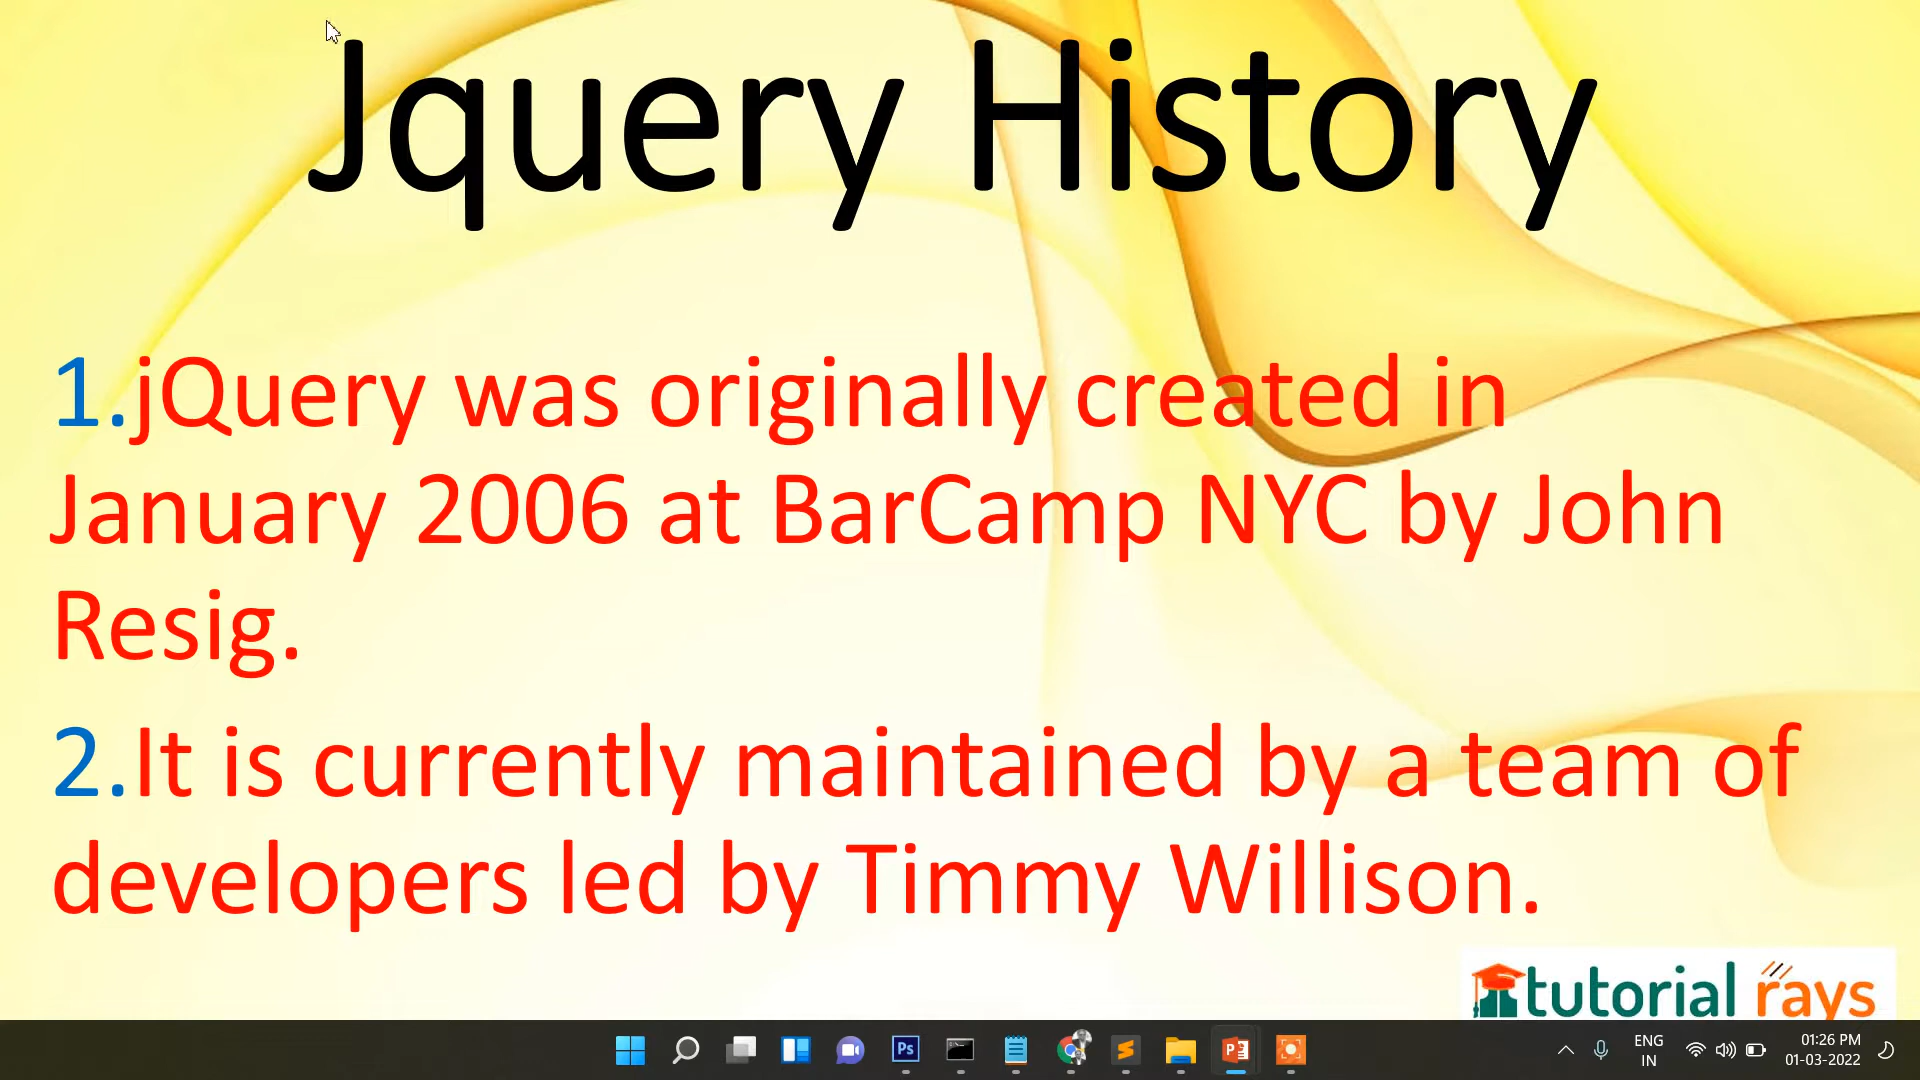 Jquery History
1.jQuery was originally created in
January 2006 at BarCamp NYC by John
Resig.
2.It is currently maintained by a team of
developers led by Timmy Willison.
tutorial rays
Ps
ENG
IN
01:26 PM
01-03-2022